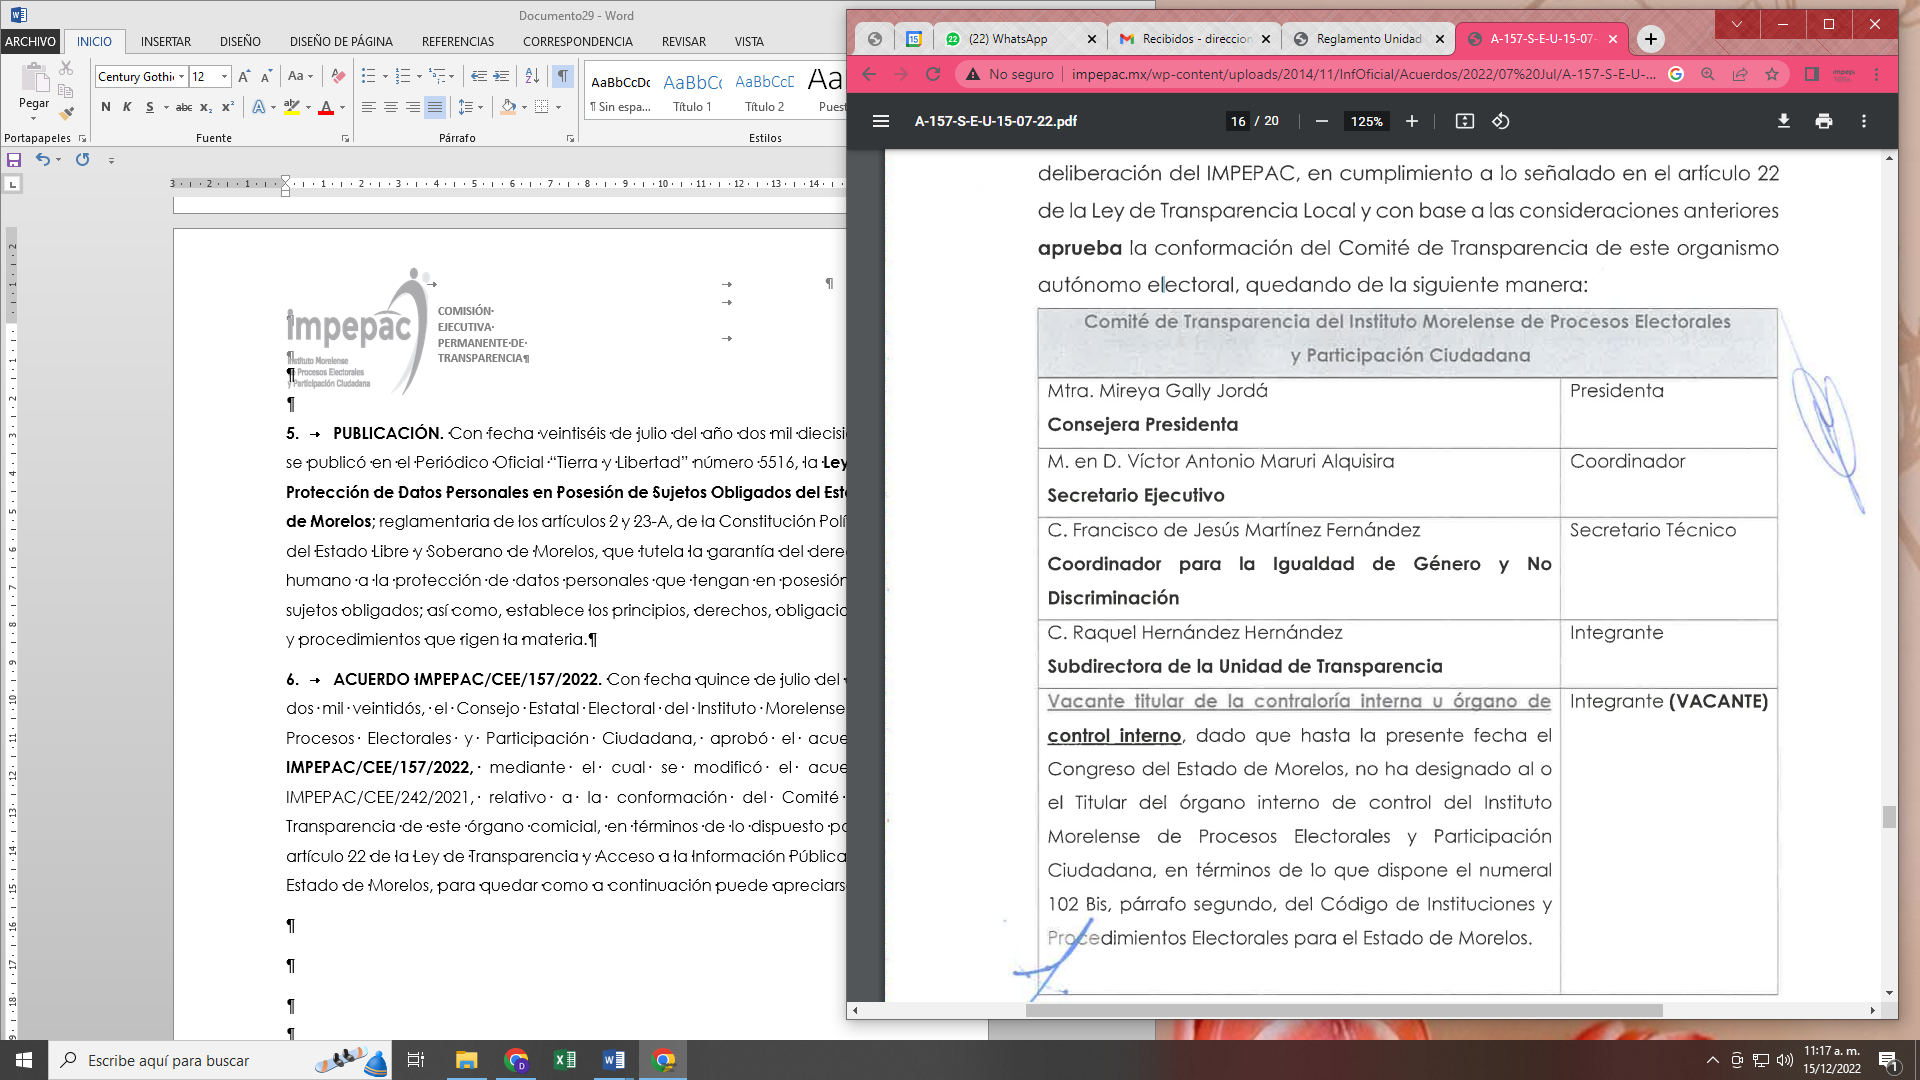 Documento29 - Word
ARCHIVO INICIO INSERTAR DISEÑO DISEÑO DE PÁGINA REFERENCIAS CORRESPONDENCIA REVISAR VISTA
Pegar
Century Gothi 12
Aa
N K S abc x₂ x²
Portapapeles Fuente Párrafo Estilos
AaBbCcDc AaBbCc AaBbCcD Aa
¶ Sin espa... Título 1 Título 2 Puest
impepac
Instituto Morelense
de Procesos Electorales
y Participación Ciudadana
COMISIÓN
EJECUTIVA
PERMANENTE DE
TRANSPARENCIA¶
5. PUBLICACIÓN. Con fecha veintiséis de julio del año dos mil diecisi
se publicó en el Periódico Oficial “Tierra y Libertad” número 5516, la Ley
Protección de Datos Personales en Posesión de Sujetos Obligados del Est
de Morelos; reglamentaria de los artículos 2 y 23-A, de la Constitución Polí
del Estado Libre y Soberano de Morelos, que tutela la garantía del dere
humano a la protección de datos personales que tengan en posesión
sujetos obligados; así como, establece los principios, derechos, obligacio
y procedimientos que rigen la materia.¶
6. ACUERDO IMPEPAC/CEE/157/2022. Con fecha quince de julio del
dos mil veintidós, el Consejo Estatal Electoral del Instituto Morelense
Procesos Electorales y Participación Ciudadana, aprobó el acue
IMPEPAC/CEE/157/2022, mediante el cual se modificó el acue
IMPEPAC/CEE/242/2021, relativo a la conformación del Comité
Transparencia de este órgano comicial, en términos de lo dispuesto po
artículo 22 de la Ley de Transparencia y Acceso a la Información Pública
Estado de Morelos, para quedar como a continuación puede apreciars
(22) WhatsApp
Recibidos - direccion
Reglamento Unidad
A-157-S-E-U-15-07-
No seguro | impepac.mx/wp-content/uploads/2014/11/InfOficial/Acuerdos/2022/07%20Jul/A-157-S-E-U-...
A-157-S-E-U-15-07-22.pdf
16 / 20
125%
deliberación del IMPEPAC, en cumplimiento a lo señalado en el artículo 22
de la Ley de Transparencia Local y con base a las consideraciones anteriores
aprueba la conformación del Comité de Transparencia de este organismo
autónomo electoral, quedando de la siguiente manera:
Comité de Transparencia del Instituto Morelense de Procesos Electorales
y Participación Ciudadana
Mtra. Mireya Gally Jordá Presidenta
Consejera Presidenta
M. en D. Víctor Antonio Maruri Alquisira Coordinador
Secretario Ejecutivo
C. Francisco de Jesús Martínez Fernández Secretario Técnico
Coordinador para la Igualdad de Género y No
Discriminación
C. Raquel Hernández Hernández Integrante
Subdirectora de la Unidad de Transparencia
Vacante titular de la contraloría interna u órgano de Integrante (VACANTE)
control interno, dado que hasta la presente fecha el
Congreso del Estado de Morelos, no ha designado al o
el Titular del órgano interno de control del Instituto
Morelense de Procesos Electorales y Participación
Ciudadana, en términos de lo que dispone el numeral
102 Bis, párrafo segundo, del Código de Instituciones y
Procedimientos Electorales para el Estado de Morelos.
Escribe aquí para buscar
11:17 a. m.
15/12/2022